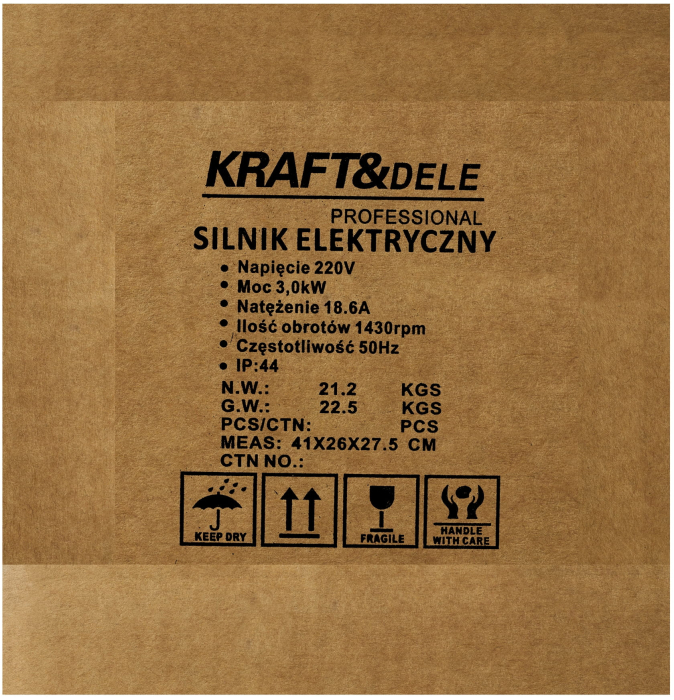 KRAFT&DELE
PROFESSIONAL
SILNIK ELEKTRYCZNY
• Napięcie 220V
• Moc 3,0kW
• Natężenie 18.6A
• Ilość obrotów 1430rpm
• Częstotliwość 50Hz
• IP:44
N.W.: 21.2 KGS
G.W.: 22.5 KGS
PCS/CTN: PCS
MEAS: 41X26X27.5 CM
CTN NO.:
KEEP DRY
FRAGILE
HANDLE
WITH CARE